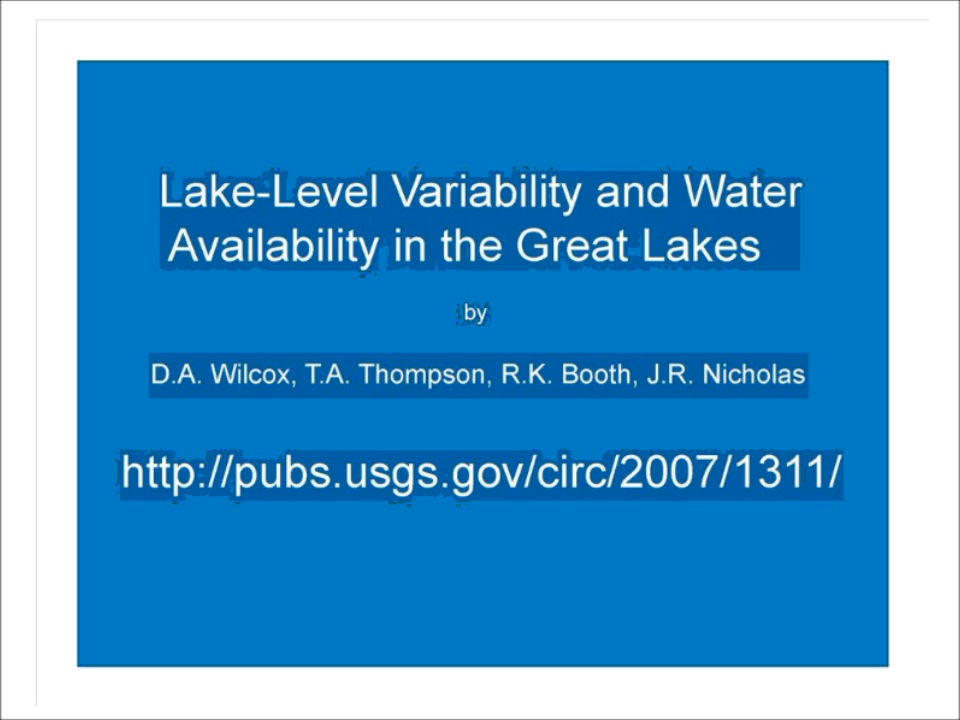 Lake-Level Variability and Water
Availability in the Great Lakes
by
D.A. Wilcox, T.A. Thompson, R.K. Booth, J.R. Nicholas
http://pubs.usgs.gov/circ/2007/1311/